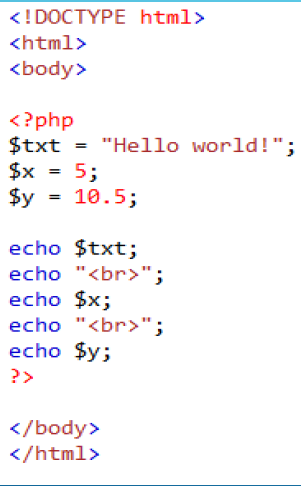 <!DOCTYPE html>
<html>
<body>

<?php
$txt = "Hello world!";
$x = 5;
$y = 10.5;

echo $txt;
echo "<br>";
echo $x;
echo "<br>";
echo $y;
?>

</body>
</html>